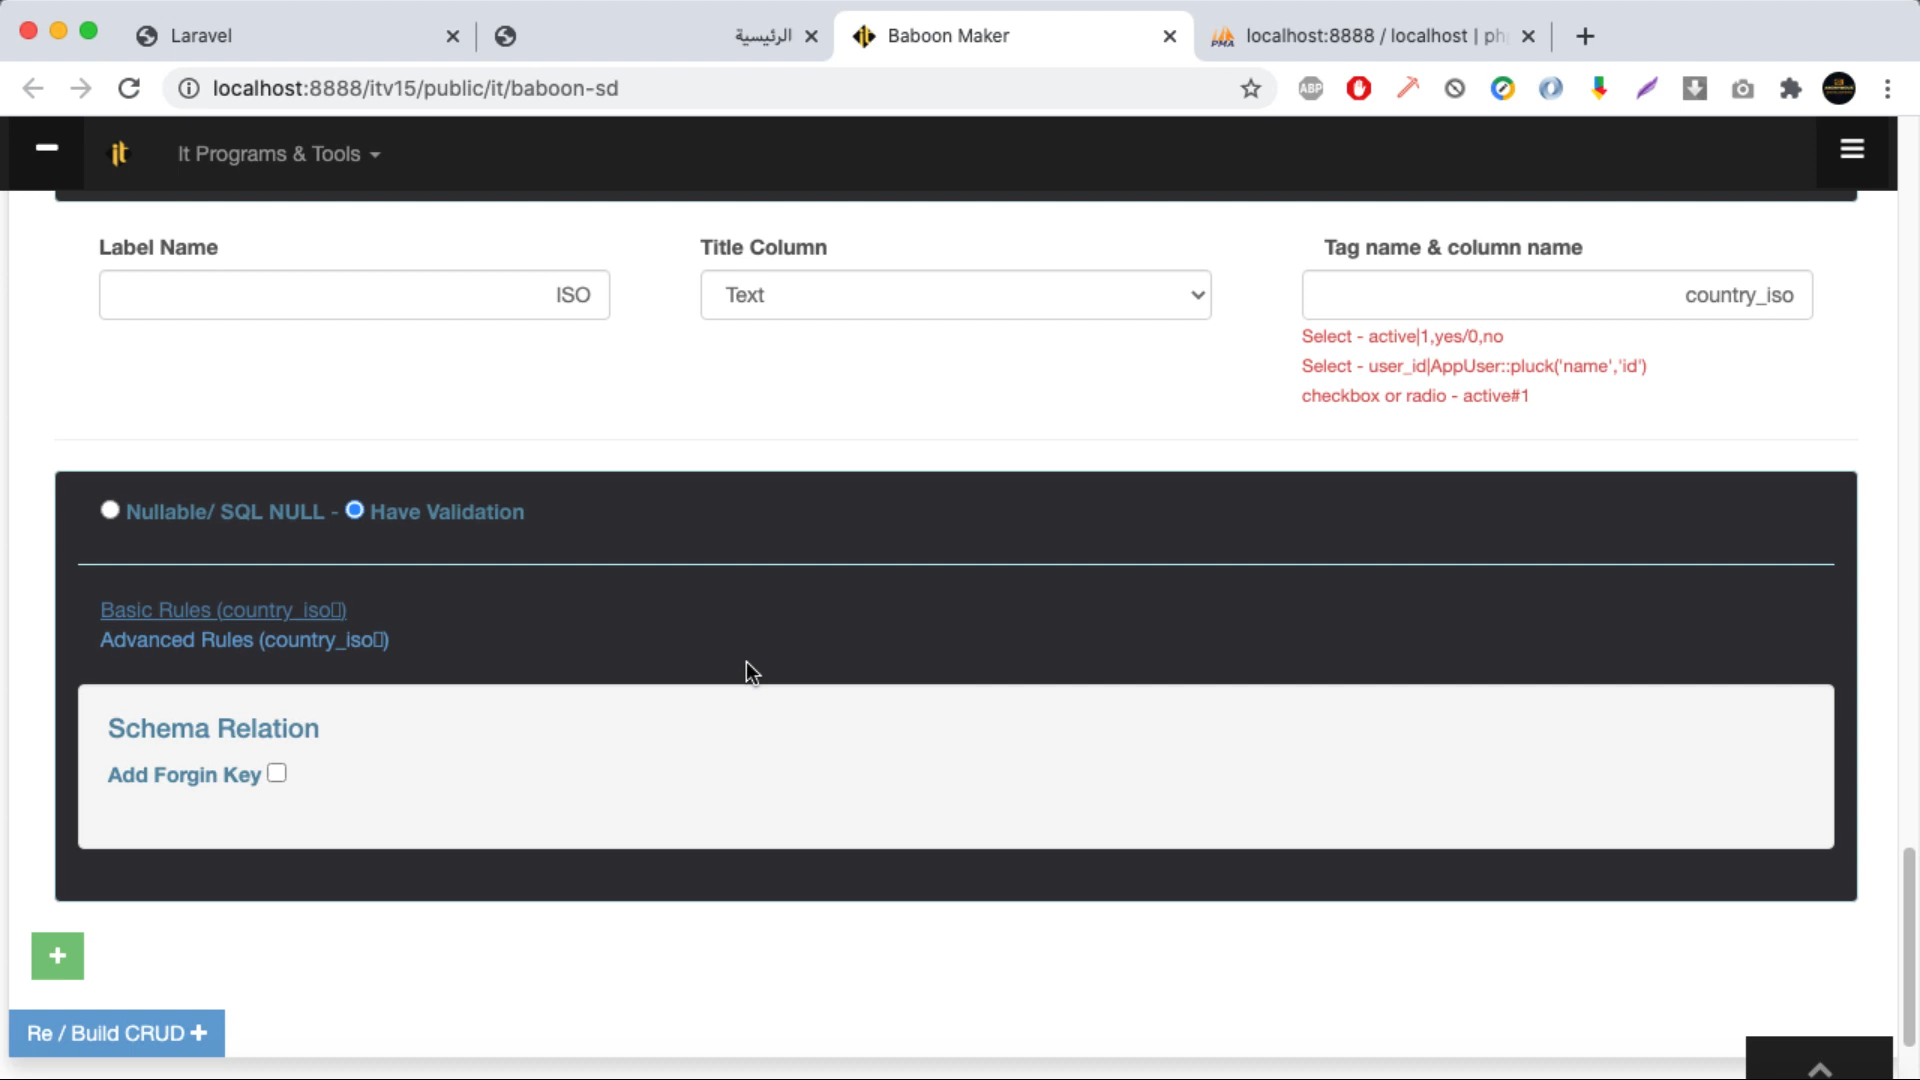 Laravel
الرئيسية
Baboon Maker
localhost:8888 / localhost | ph
localhost:8888/itv15/public/it/baboon-sd
ABP
it
It Programs & Tools
Label Name
Title Column
Tag name & column name
ISO
Text
country_iso
Select - active|1,yes/0,no
Select - user_id|AppUser::pluck('name','id')
checkbox or radio - active#1
Nullable/ SQL NULL - Have Validation
Basic Rules (country_iso▯)
Advanced Rules (country_iso▯)
Schema Relation
Add Forgin Key
+
Re / Build CRUD +